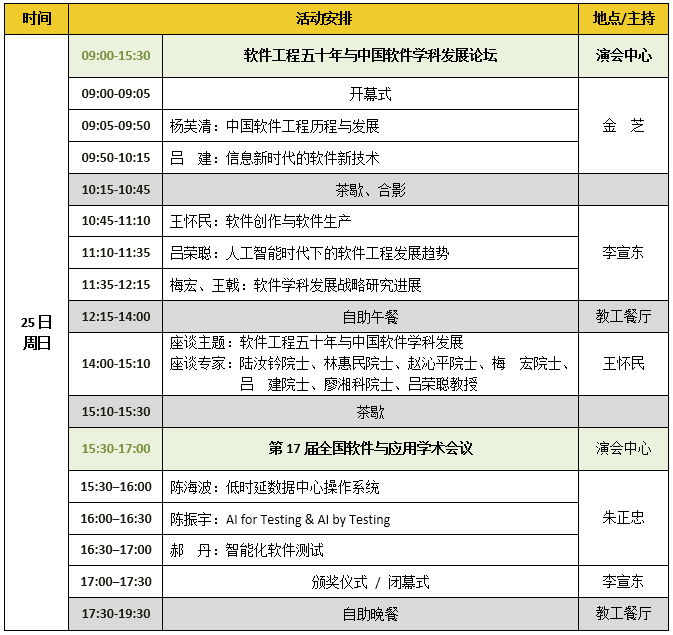 时间 活动安排 地点/主持
09:00-15:30 软件工程五十年与中国软件学科发展论坛 演会中心
09:00-09:05 开幕式
09:05-09:50 杨芙清：中国软件工程历程与发展 金　芝
09:50-10:15 吕　建：信息新时代的软件新技术
10:15-10:45 茶歇、合影
10:45-11:10 王怀民：软件创作与软件生产
11:10-11:35 吕荣聪：人工智能时代下的软件工程发展趋势 李宣东
11:35-12:15 梅宏、王戟：软件学科发展战略研究进展
25日
周日
12:15-14:00 自助午餐 教工餐厅
座谈主题：软件工程五十年与中国软件学科发展
14:00-15:10 座谈专家：陆汝钤院士、林惠民院士、赵沁平院士、梅　宏院士、 王怀民
吕　建院士、廖湘科院士、吕荣聪教授
15:10-15:30 茶歇
15:30-17:00 第17届全国软件与应用学术会议 演会中心
15:30–16:00 陈海波：低时延数据中心操作系统
16:00–16:30 陈振宇：AI for Testing & AI by Testing 朱正忠
16:30–17:00 郝　丹：智能化软件测试
17:00–17:30 颁奖仪式 / 闭幕式 李宣东
17:30-19:30 自助晚餐 教工餐厅